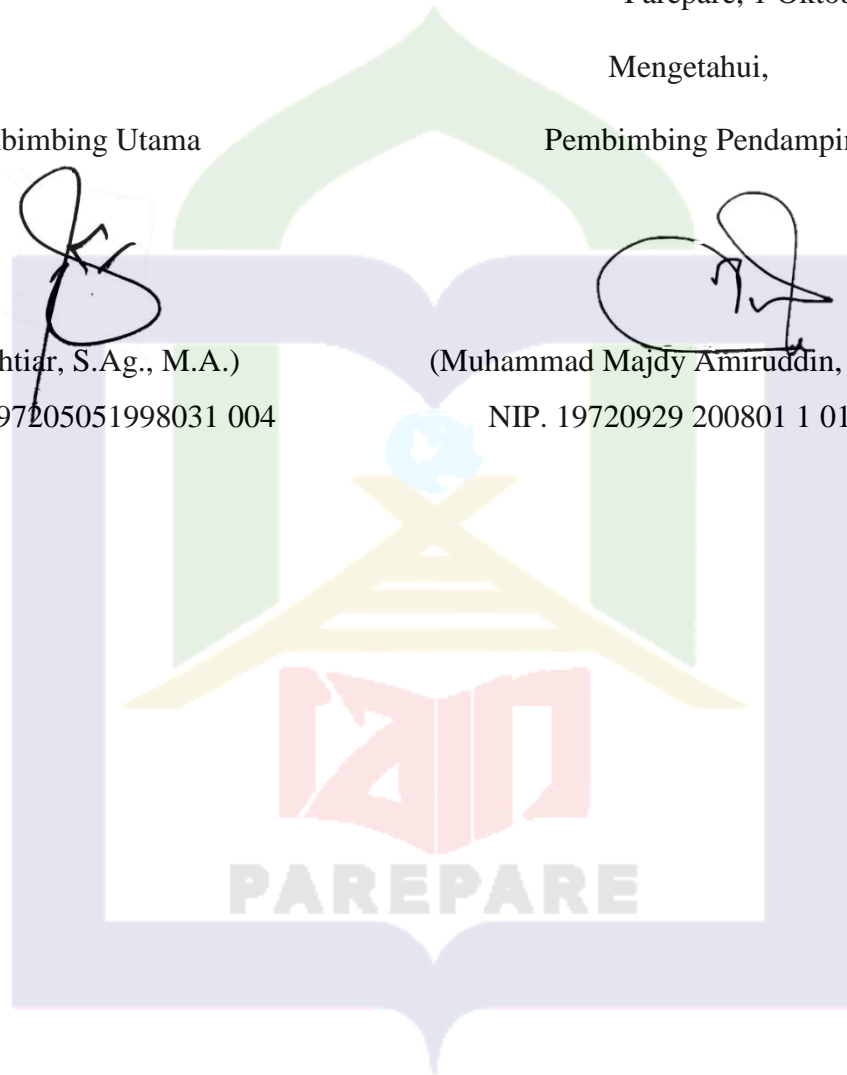 Parepare, 1 Oktob
Mengetahui,
bimbing Utama
Pembimbing Pendampin
htiar, S.Ag., M.A.)
(Muhammad Majdy Amiruddin,
97205051998031 004
NIP. 19720929 200801 1 01
iain
PAREPARE